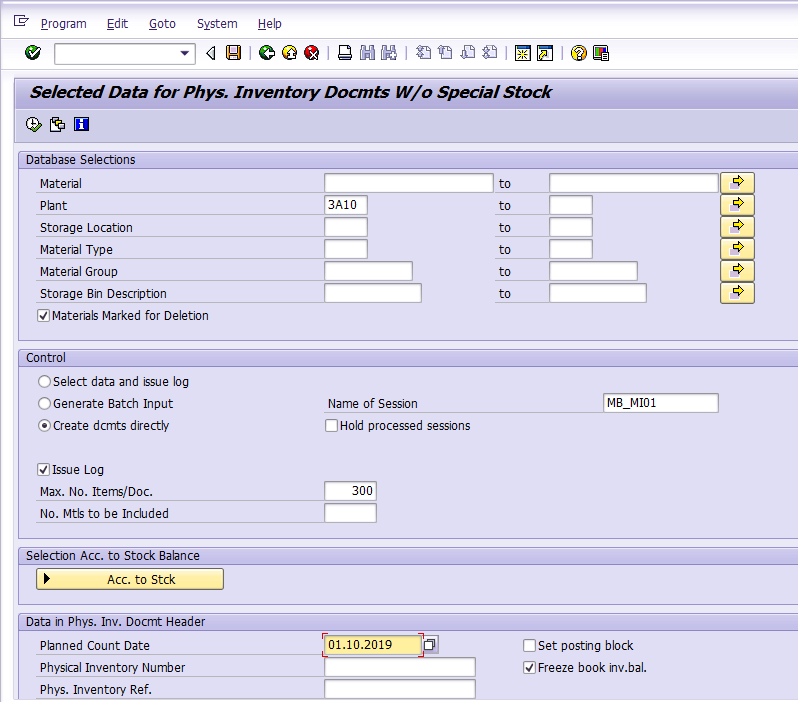 Program Edit Goto System Help
Selected Data for Phys. Inventory Docmts W/o Special Stock
Database Selections
Material to
Plant 3A10 to
Storage Location to
Material Type to
Material Group to
Storage Bin Description to
Materials Marked for Deletion
Control
Select data and issue log
Generate Batch Input Name of Session MB_MI01
Create dcmts directly Hold processed sessions
Issue Log
Max. No. Items/Doc. 300
No. Mtls to be Included
Selection Acc. to Stock Balance
Acc. to Stck
Data in Phys. Inv. Docmt Header
Planned Count Date 01.10.2019 Set posting block
Physical Inventory Number Freeze book inv.bal.
Phys. Inventory Ref.